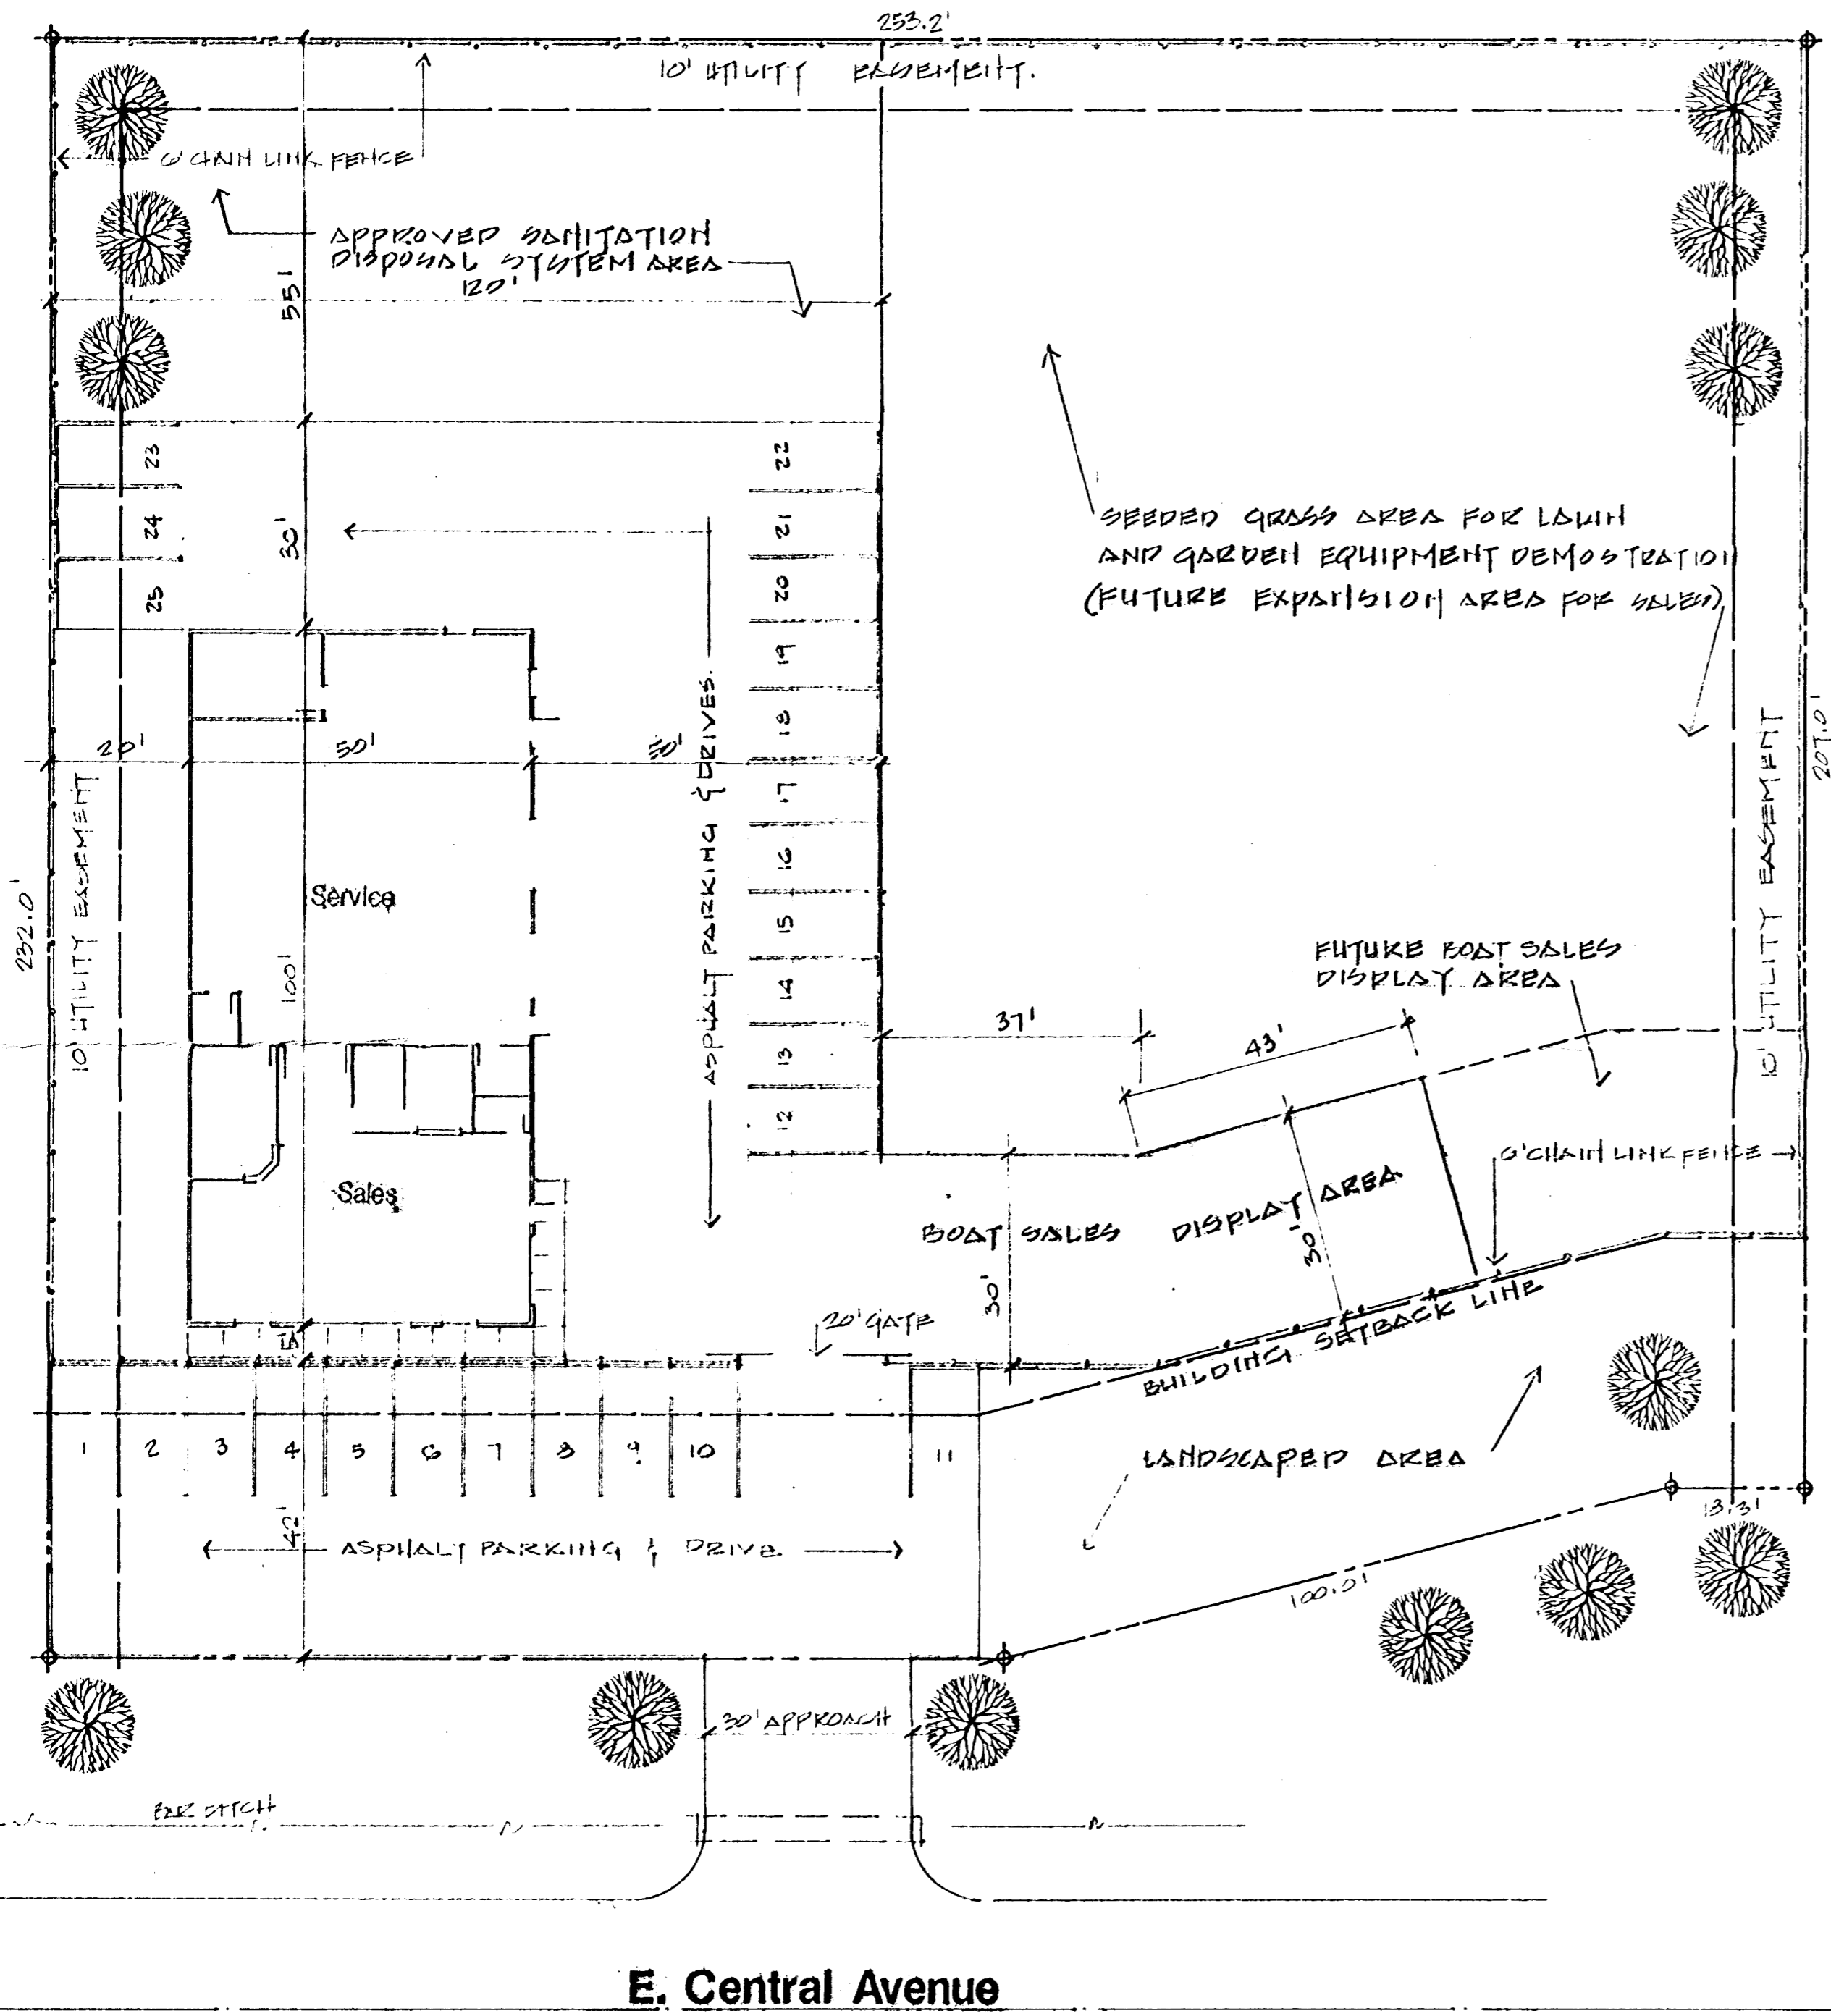 253.2'
10' UTILITY EASEMENT.
6' CHAIN LINK FENCE
APPROVED SANITATION
DISPOSAL SYSTEM AREA
120'
55'
23
22
24
21
25
20
30'
SEEDED GRASS AREA FOR LAWN
AND GARDEN EQUIPMENT DEMOSTRATION
(FUTURE EXPANSION AREA FOR SALES)
19
18
20'
50'
50'
17
16
15
14
13
12
ASPHALT PARKING & DRIVES.
207.0'
10' UTILITY EASEMENT
232.0'
10' UTILITY EASEMENT
Service
100'
FUTURE BOAT SALES
DISPLAY AREA
37'
43'
6' CHAIN LINK FENCE
Sales
BOAT SALES DISPLAY AREA
30'
30'
20' GATE
BUILDING SETBACK LINE
5'
1 2 3 4 5 6 7 8 9 10 11
LANDSCAPED AREA
42'
ASPHALT PARKING & DRIVE
13.3'
100.0'
30' APPROACH
BAR DITCH
E. Central Avenue